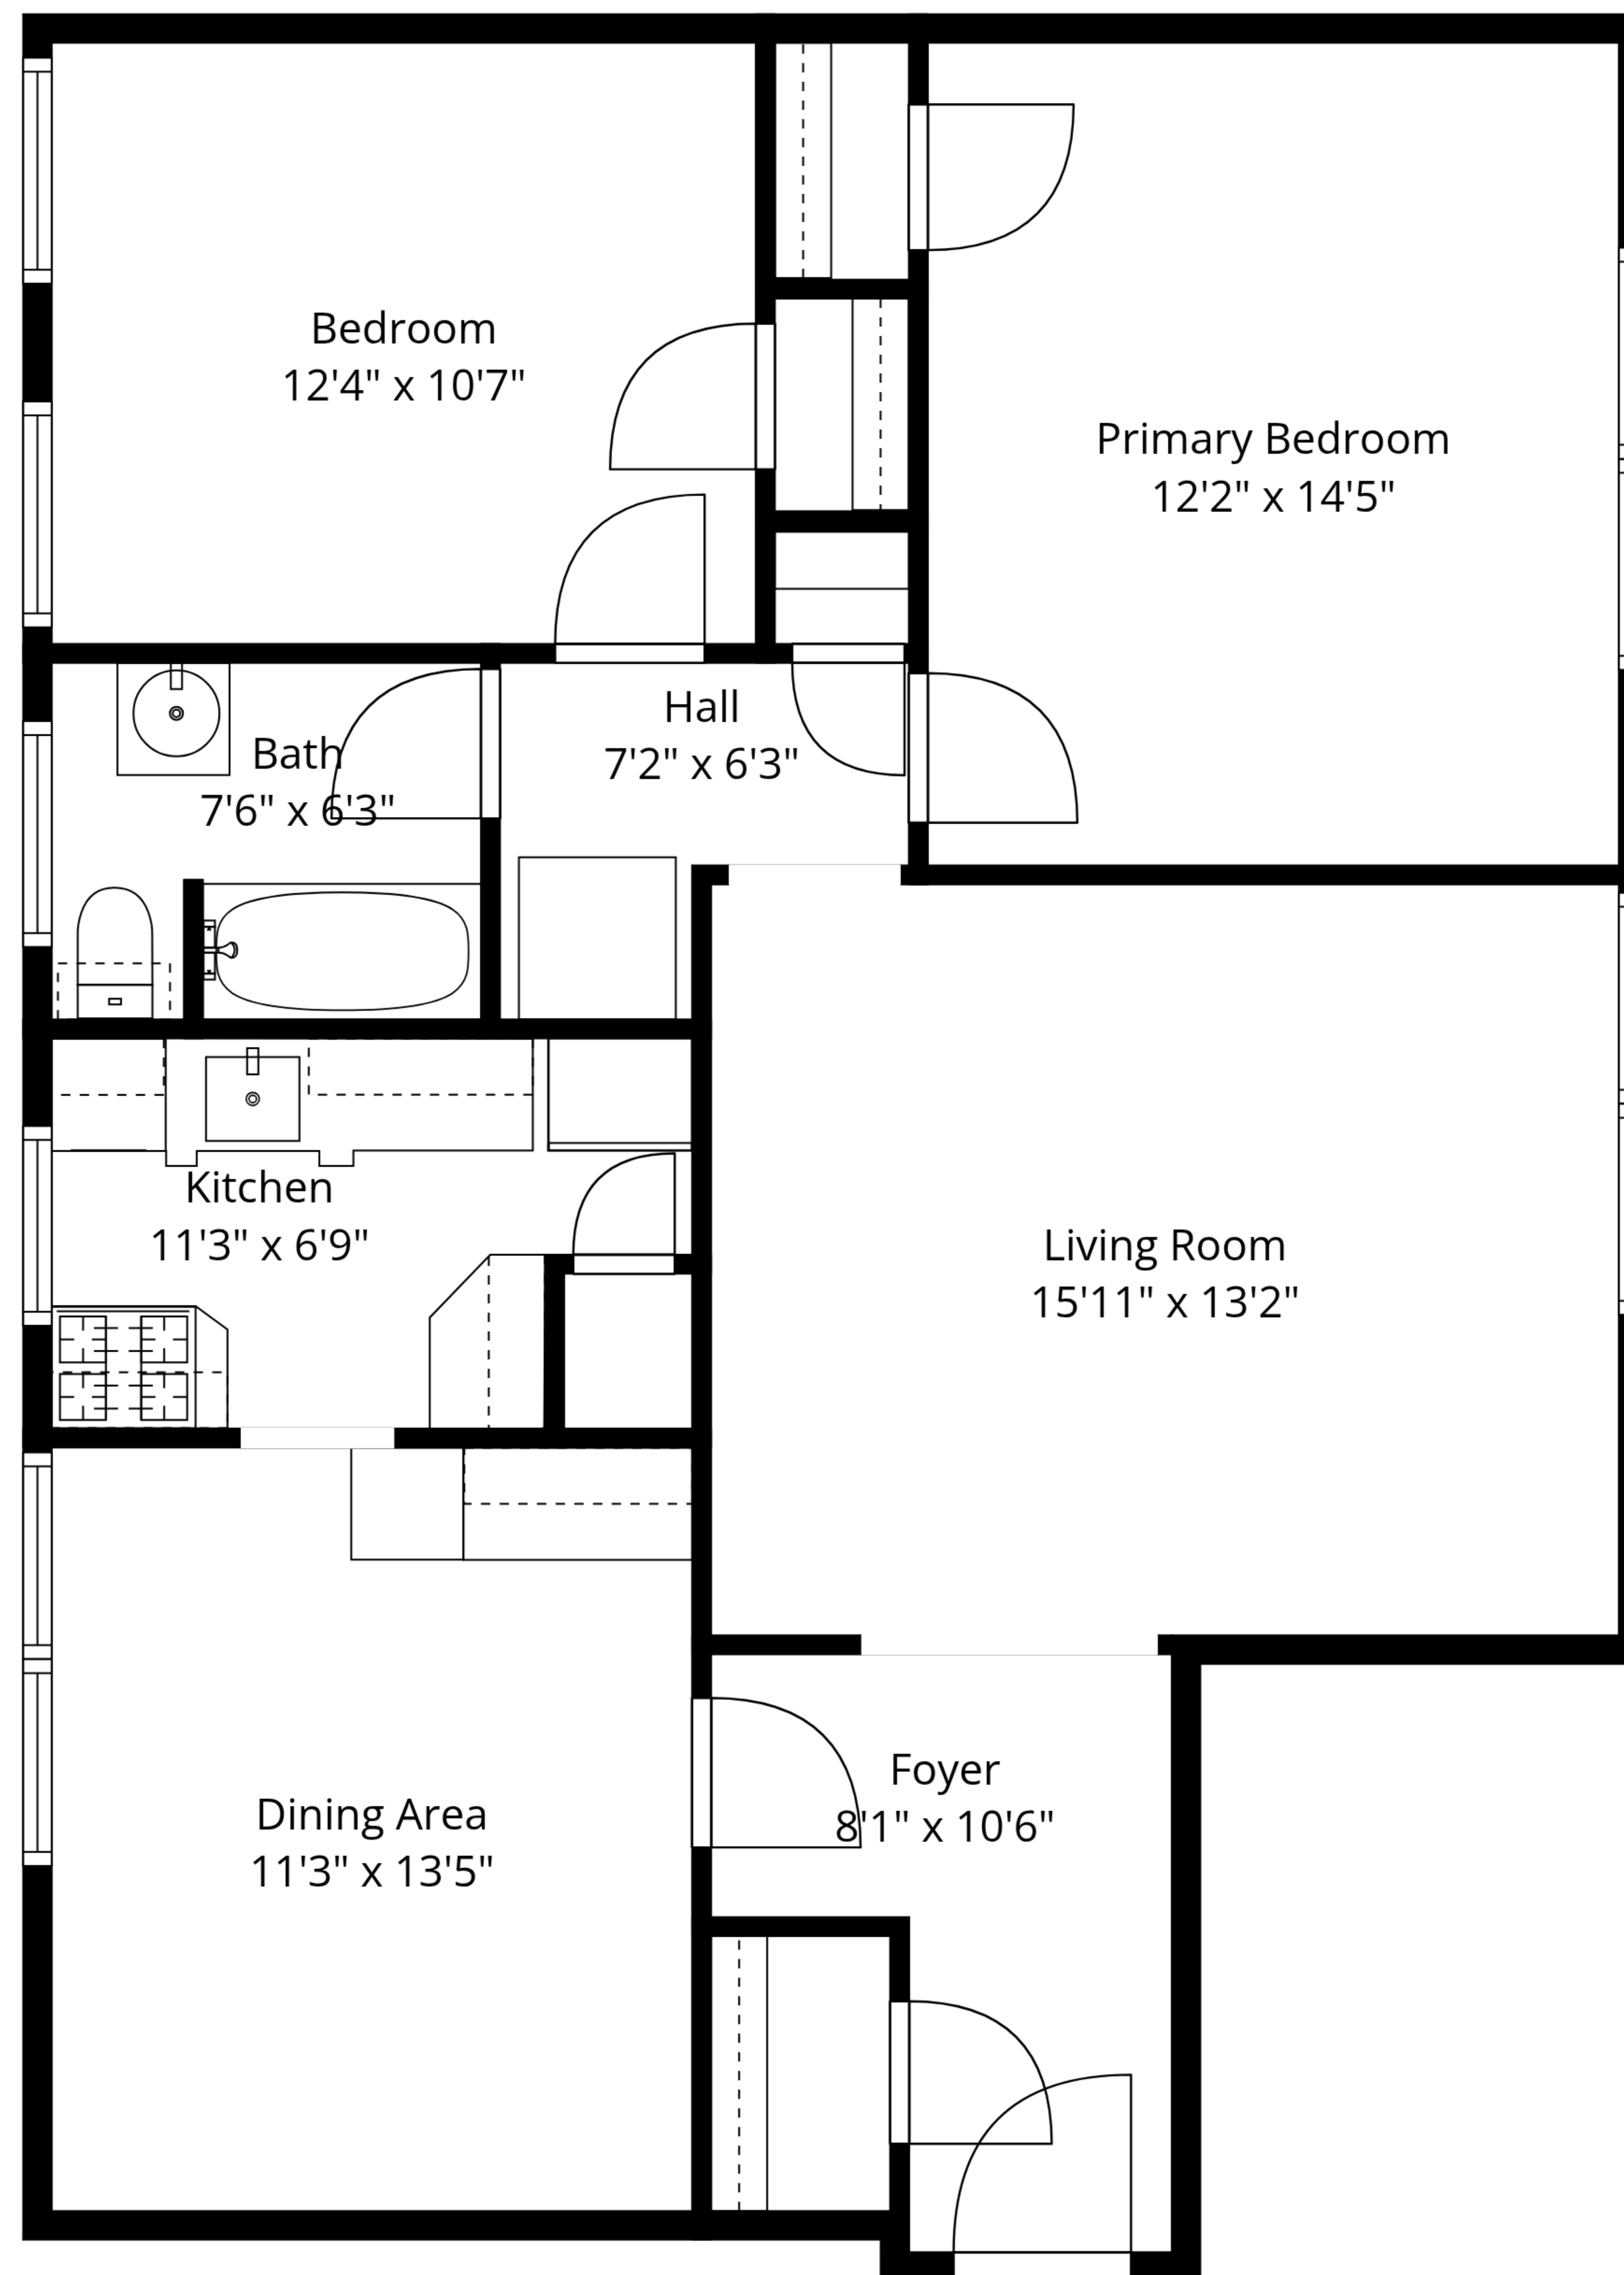 Bedroom
12'4" x 10'7"
Primary Bedroom
12'2" x 14'5"
Hall
7'2" x 6'3"
Bath
7'6" x 6'3"
Kitchen
11'3" x 6'9"
Living Room
15'11" x 13'2"
Foyer
8'1" x 10'6"
Dining Area
11'3" x 13'5"